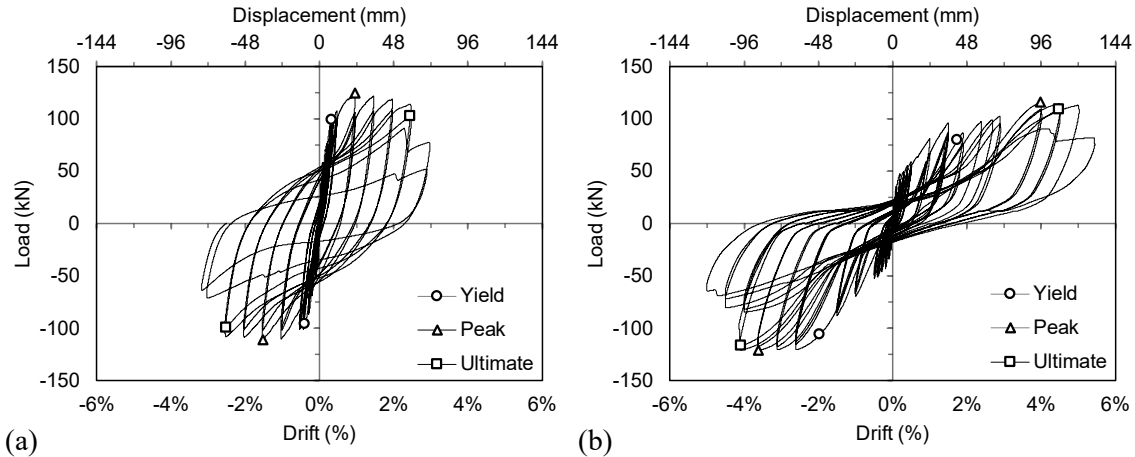 Displacement (mm)
-144 -96 -48 0 48 96 144
150
100
50
0
-50
-100
-150
Load (kN)
Yield
Peak
Ultimate
-6% -4% -2% 0% 2% 4% 6%
Drift (%)
(a)
Displacement (mm)
-144 -96 -48 0 48 96 144
150
100
50
0
-50
-100
-150
Load (kN)
Yield
Peak
Ultimate
-6% -4% -2% 0% 2% 4% 6%
Drift (%)
(b)